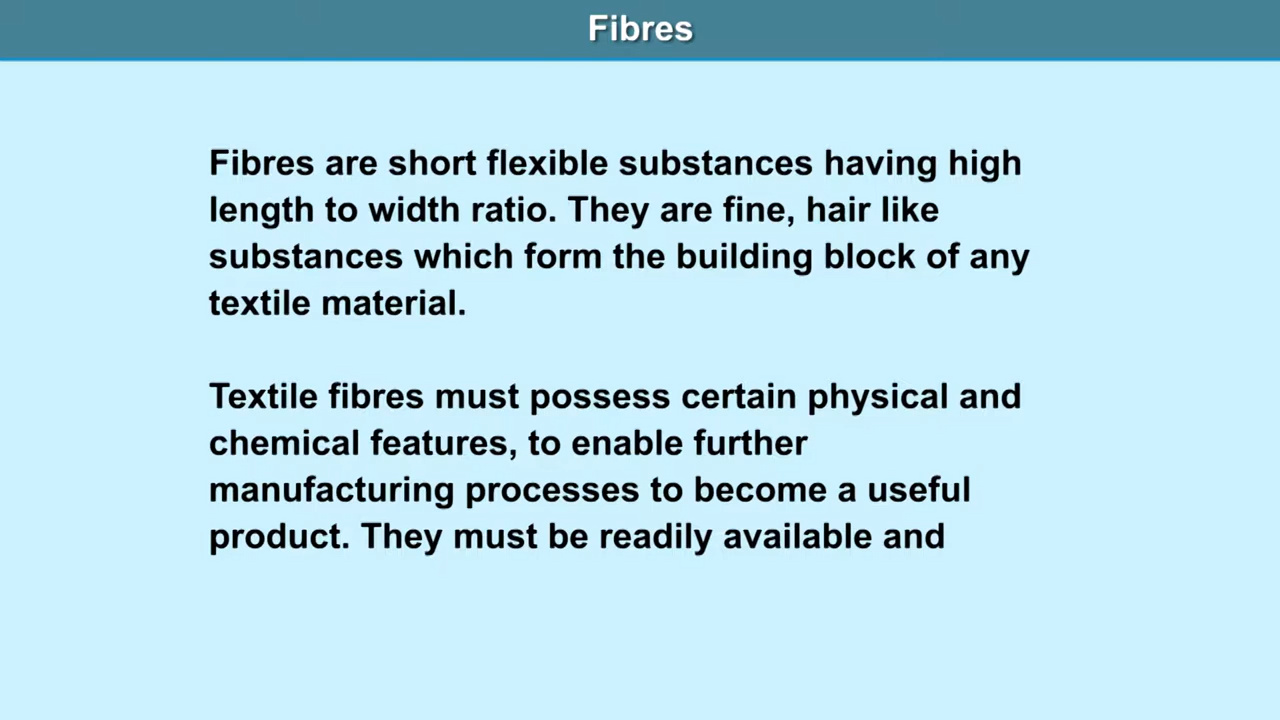 Fibres
Fibres are short flexible substances having high
length to width ratio. They are fine, hair like
substances which form the building block of any
textile material.
Textile fibres must possess certain physical and
chemical features, to enable further
manufacturing processes to become a useful
product. They must be readily available and